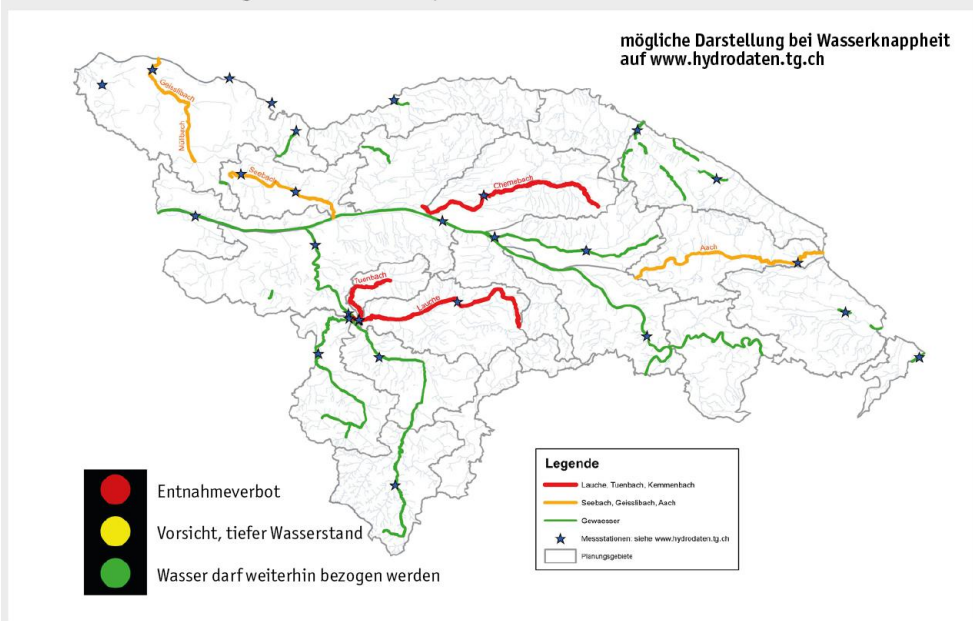 mögliche Darstellung bei Wasserknappheit
auf www.hydrodaten.tg.ch
Geisslibach
Nüllbach
Seebach
Chemebach
Aach
Tuenbach
Lauche
Entnahmeverbot
Vorsicht, tiefer Wasserstand
Wasser darf weiterhin bezogen werden
Legende
Lauche, Tuenbach, Kemmenbach
Seebach, Geisslibach, Aach
Gewaesser
Messstationen: siehe www.hydrodaten.tg.ch
Planungsgebiete